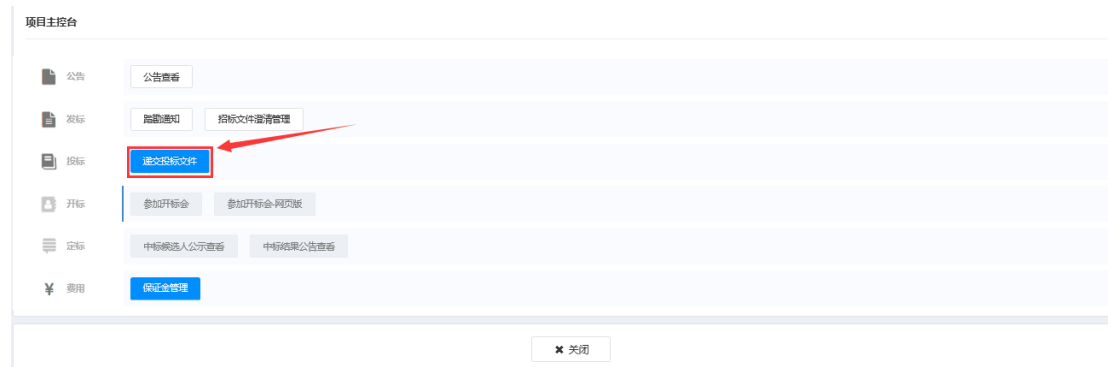 项目主控台
公告 公告查看
发标 踏勘通知 招标文件澄清管理
投标 递交投标文件
开标 参加开标会 参加开标会-网页版
定标 中标候选人公示查看 中标结果公告查看
¥ 费用 保证金管理
✖ 关闭